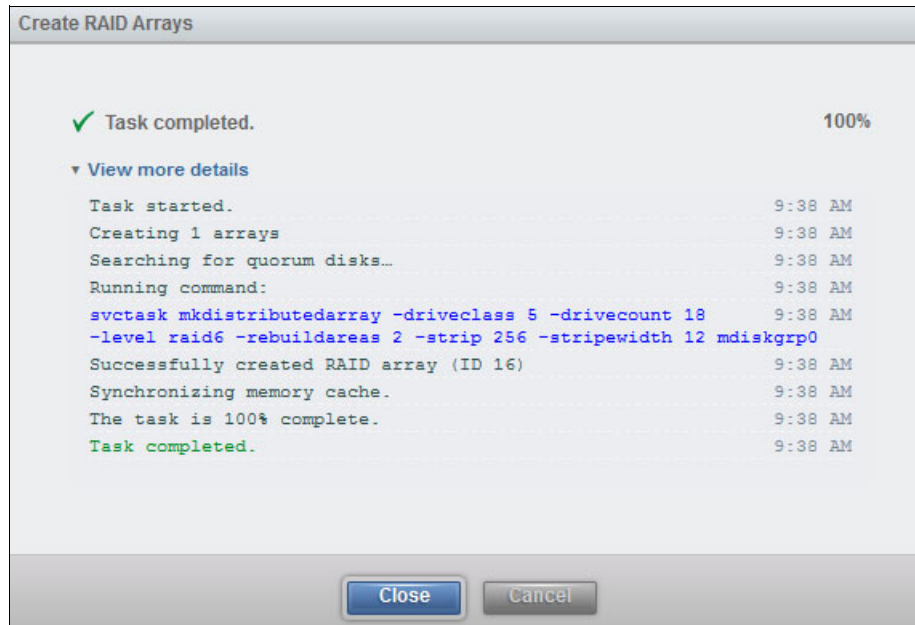 Create RAID Arrays
Task completed. 100%
View more details
Task started. 9:38 AM
Creating 1 arrays 9:38 AM
Searching for quorum disks… 9:38 AM
Running command: 9:38 AM
svctask mkdistributedarray -driveclass 5 -drivecount 18 9:38 AM
-level raid6 -rebuildareas 2 -strip 256 -stripewidth 12 mdiskgrp0
Successfully created RAID array (ID 16) 9:38 AM
Synchronizing memory cache. 9:38 AM
The task is 100% complete. 9:38 AM
Task completed. 9:38 AM
Close Cancel